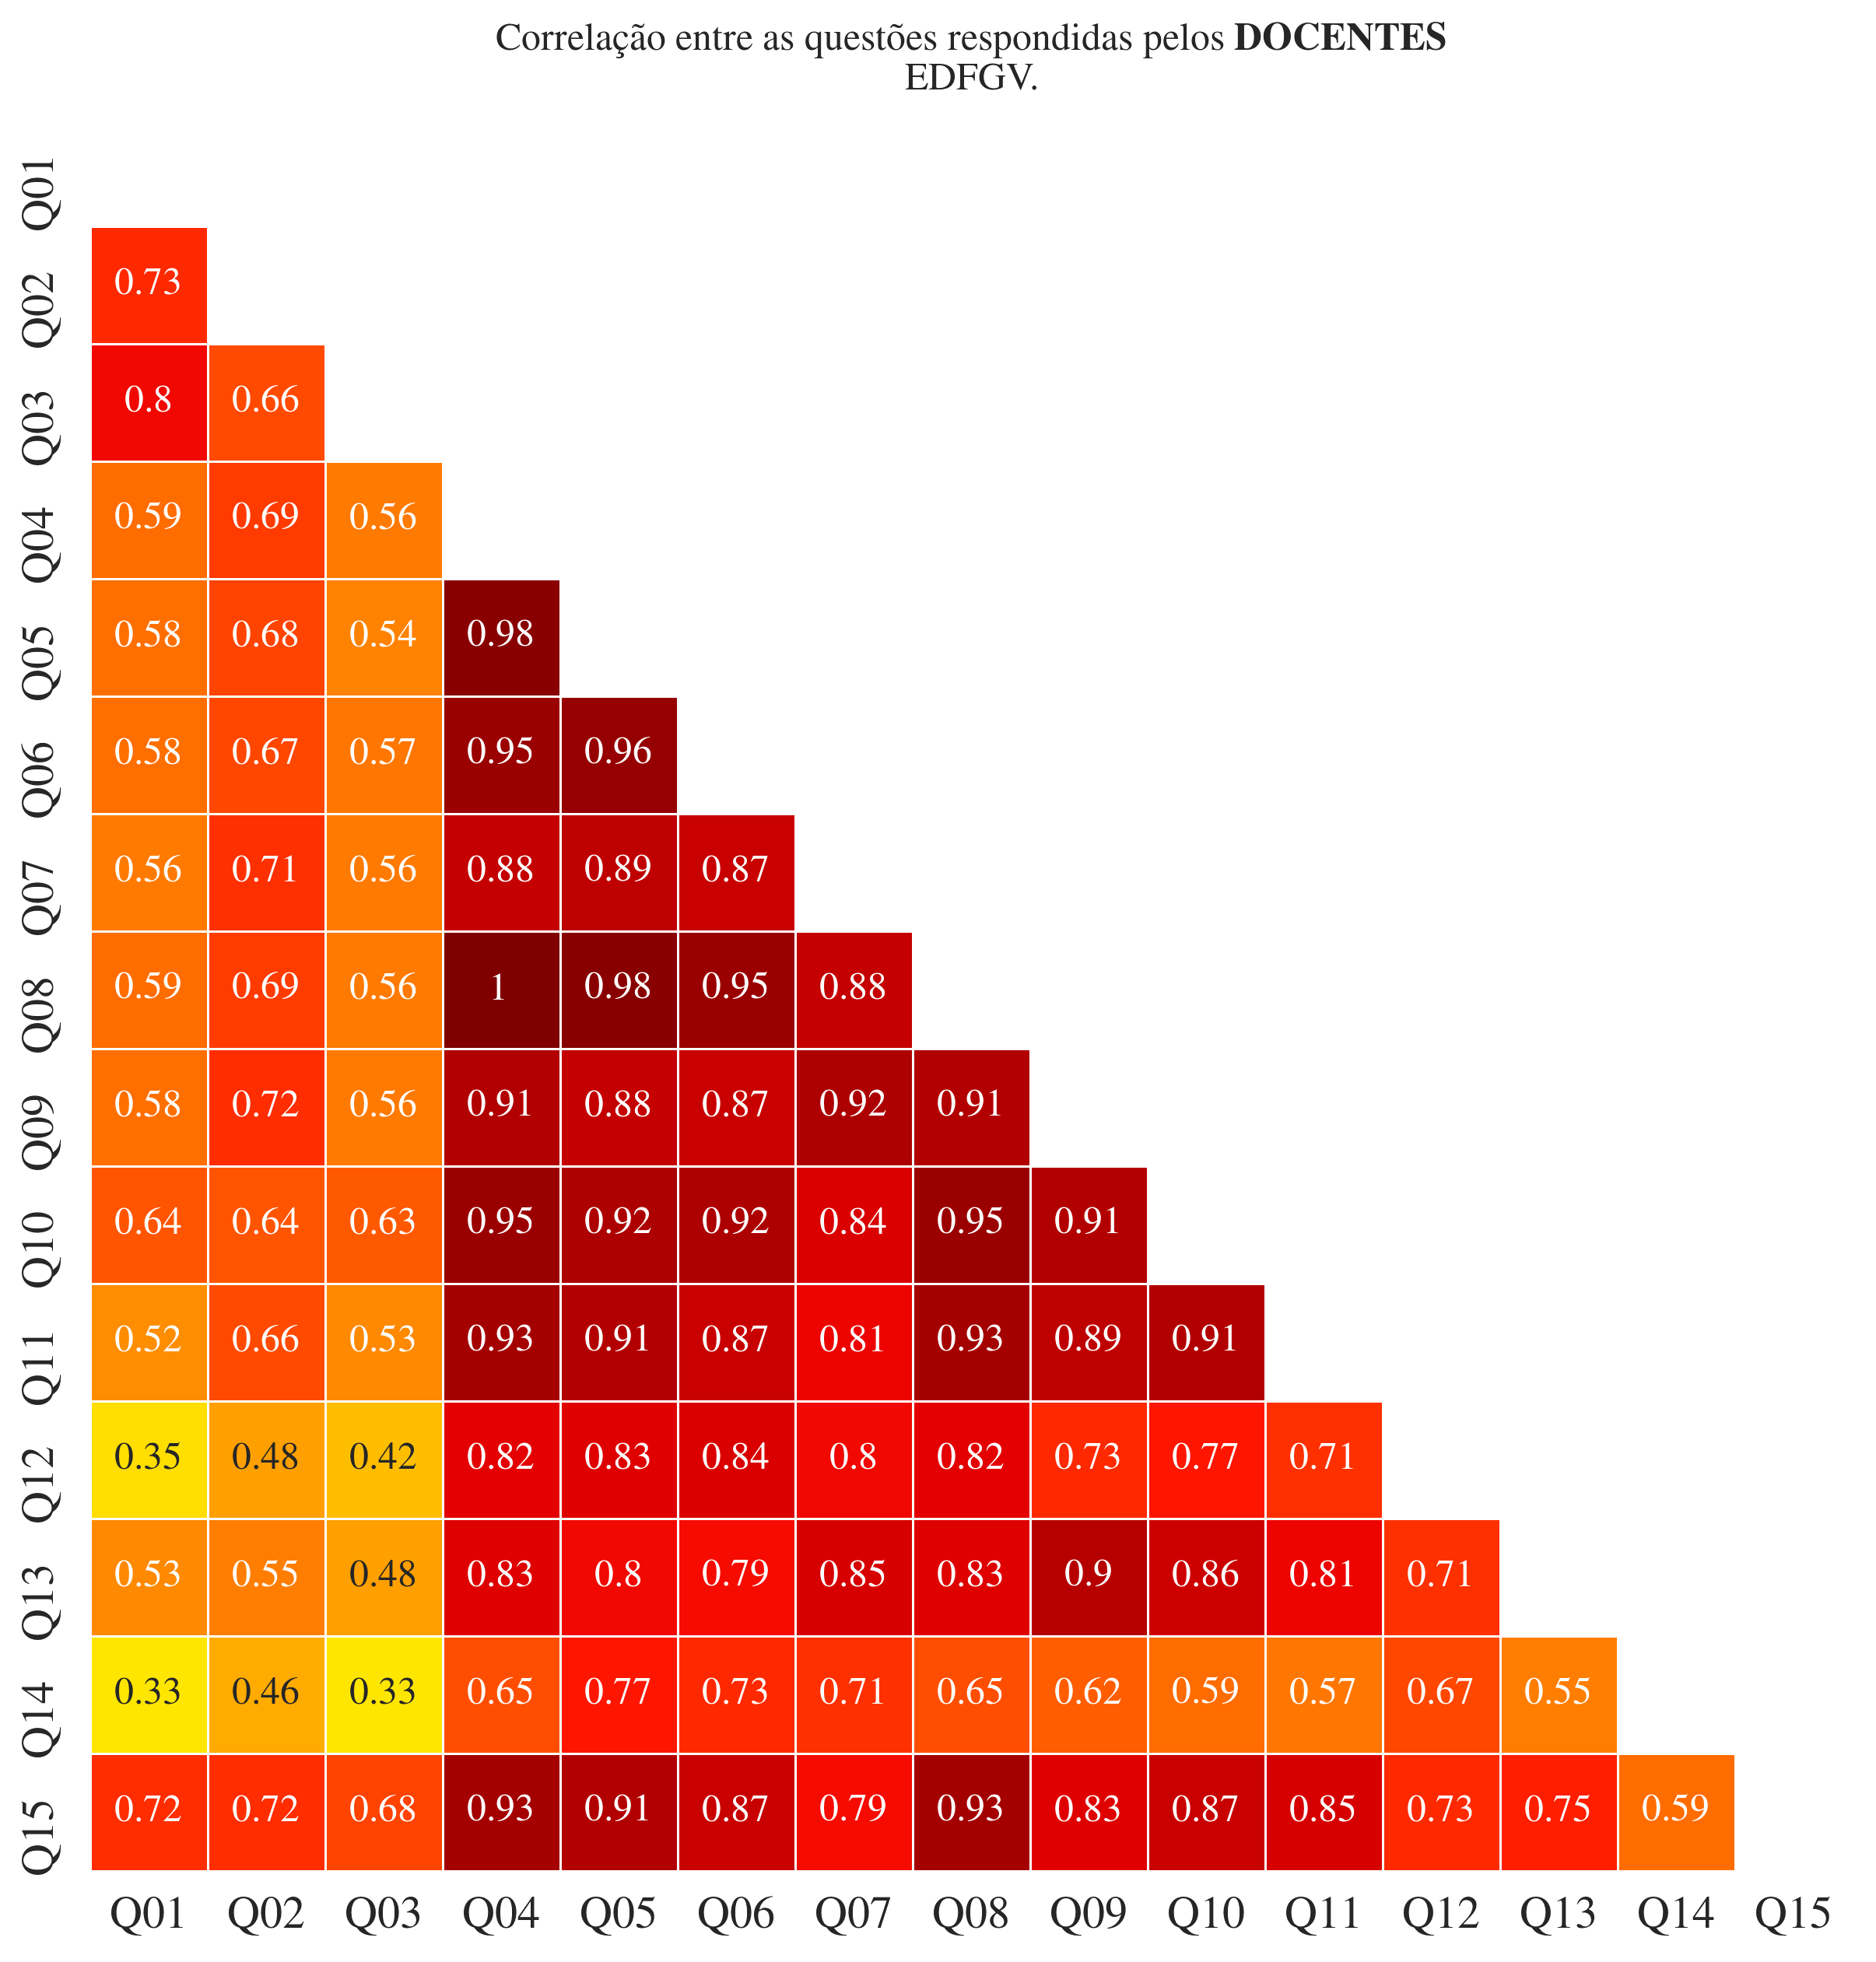 Correlação entre as questões respondidas pelos DOCENTES
EDFGV.
Q01
Q02 0.73
Q03 0.8 0.66
Q04 0.59 0.69 0.56
Q05 0.58 0.68 0.54 0.98
Q06 0.58 0.67 0.57 0.95 0.96
Q07 0.56 0.71 0.56 0.88 0.89 0.87
Q08 0.59 0.69 0.56 1 0.98 0.95 0.88
Q09 0.58 0.72 0.56 0.91 0.88 0.87 0.92 0.91
Q10 0.64 0.64 0.63 0.95 0.92 0.92 0.84 0.95 0.91
Q11 0.52 0.66 0.53 0.93 0.91 0.87 0.81 0.93 0.89 0.91
Q12 0.35 0.48 0.42 0.82 0.83 0.84 0.8 0.82 0.73 0.77 0.71
Q13 0.53 0.55 0.48 0.83 0.8 0.79 0.85 0.83 0.9 0.86 0.81 0.71
Q14 0.33 0.46 0.33 0.65 0.77 0.73 0.71 0.65 0.62 0.59 0.57 0.67 0.55
Q15 0.72 0.72 0.68 0.93 0.91 0.87 0.79 0.93 0.83 0.87 0.85 0.73 0.75 0.59
Q01 Q02 Q03 Q04 Q05 Q06 Q07 Q08 Q09 Q10 Q11 Q12 Q13 Q14 Q15